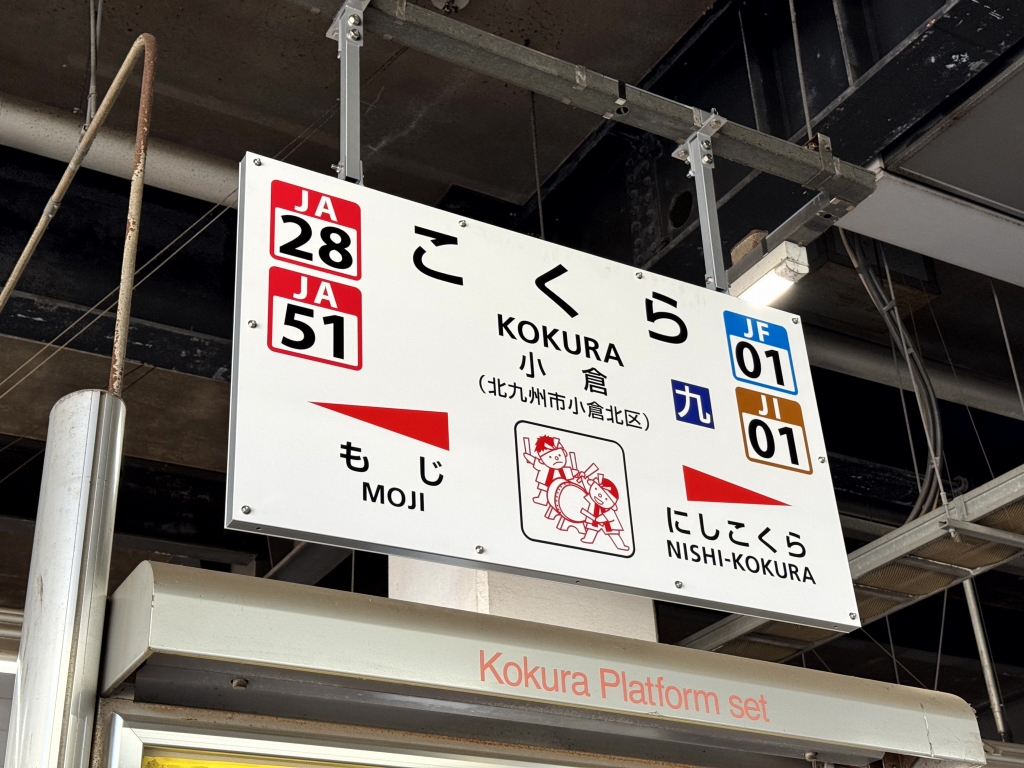 JA
28
JA
51
こくら
KOKURA
小倉
(北九州市小倉北区)
九
JF
01
JI
01
もじ
MOJI
にしこくら
NISHI-KOKURA
Kokura Platform set